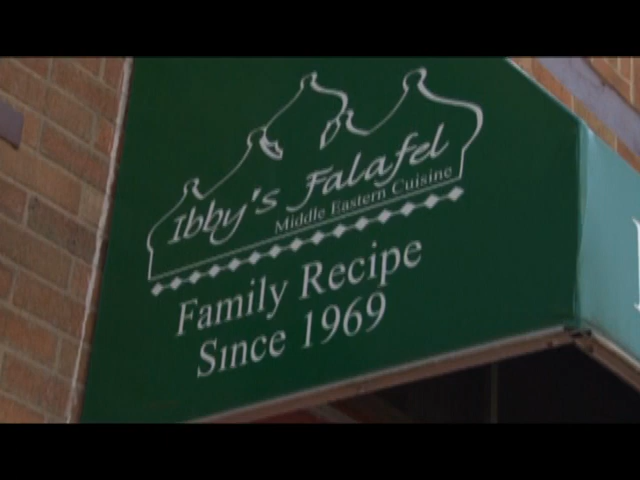 Ibby's Falafel
Middle Eastern Cuisine
Family Recipe
Since 1969